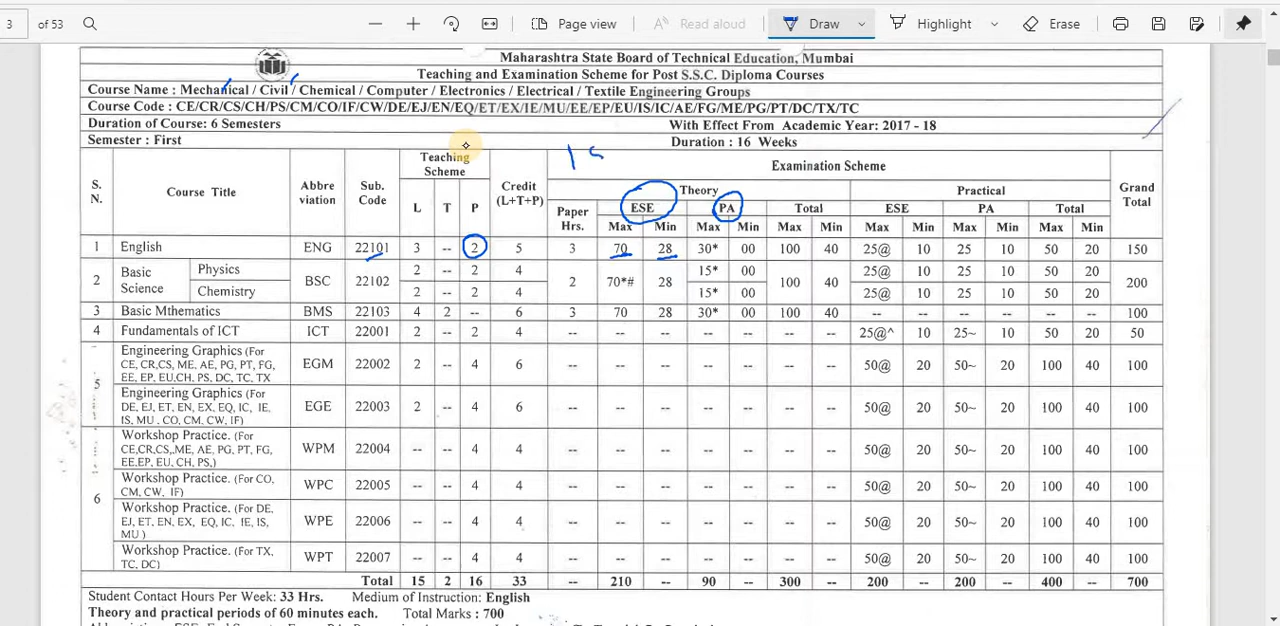 3 of 53 Page view Read aloud Draw Highlight Erase
Maharashtra State Board of Technical Education, Mumbai
Teaching and Examination Scheme for Post S.S.C. Diploma Courses
Course Name : Mechanical / Civil / Chemical / Computer / Electronics / Electrical / Textile Engineering Groups
Course Code : CE/CR/CS/CH/PS/CM/CO/IF/CW/DE/EJ/EN/EQ/ET/EX/IE/MU/EE/EP/EU/IS/IC/AE/FG/ME/PG/PT/DC/TX/TC
Duration of Course: 6 Semesters With Effect From Academic Year: 2017 - 18
Semester : First Duration : 16 Weeks
S. N. Course Title Abbre viation Sub. Code Teaching Scheme Credit (L+T+P) Examination Scheme Grand Total
L T P Paper Hrs. Theory Practical
ESE PA Total ESE PA Total
Max Min Max Min Max Min Max Min Max Min Max Min
1 English ENG 22101 3 -- 2 5 3 70 28 30* 00 100 40 25@ 10 25 10 50 20 150
2 Basic Science Physics BSC 22102 2 -- 2 4 2 70*# 28 15* 00 100 40 25@ 10 25 10 50 20 200
Chemistry 2 -- 2 4 15* 00 25@ 10 25 10 50 20
3 Basic Mthematics BMS 22103 4 2 -- 6 3 70 28 30* 00 100 40 -- -- -- -- -- -- 100
4 Fundamentals of ICT ICT 22001 2 -- 2 4 -- -- -- -- -- -- -- 25@^ 10 25~ 10 50 20 50
5 Engineering Graphics (For
CE, CR,CS, ME, AE, PG, PT, FG,
EE, EP, EU,CH, PS, DC, TC, TX EGM 22002 2 -- 4 6 -- -- -- -- -- -- -- 50@ 20 50~ 20 100 40 100
Engineering Graphics (For
DE, EJ, ET, EN, EX, EQ, IC, IE,
IS, MU , CO, CM, CW, IF) EGE 22003 2 -- 4 6 -- -- -- -- -- -- -- 50@ 20 50~ 20 100 40 100
6 Workshop Practice. (For
CE,CR,CS,,ME, AE, PG, PT, FG,
EE,EP, EU, CH, PS,) WPM 22004 -- -- 4 4 -- -- -- -- -- -- -- 50@ 20 50~ 20 100 40 100
Workshop Practice. (For CO,
CM, CW, IF) WPC 22005 -- -- 4 4 -- -- -- -- -- -- -- 50@ 20 50~ 20 100 40 100
Workshop Practice. (For DE,
EJ, ET, EN, EX, EQ, IC, IE, IS,
MU ) WPE 22006 -- -- 4 4 -- -- -- -- -- -- -- 50@ 20 50~ 20 100 40 100
Workshop Practice. (For TX,
TC, DC) WPT 22007 -- -- 4 4 -- -- -- -- -- -- -- 50@ 20 50~ 20 100 40 100
Total 15 2 16 33 -- 210 -- 90 -- 300 -- 200 -- 200 -- 400 -- 700
Student Contact Hours Per Week: 33 Hrs. Medium of Instruction: English
Theory and practical periods of 60 minutes each. Total Marks : 700